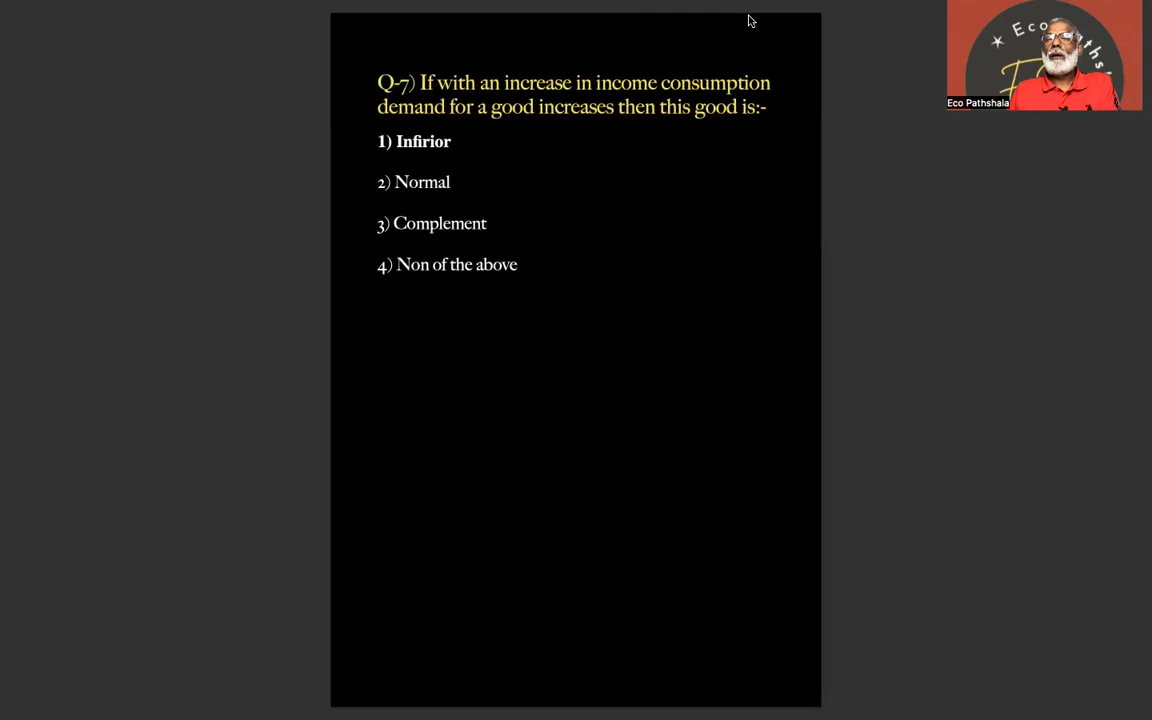 Q-7) If with an increase in income consumption
demand for a good increases then this good is:-
1) Infirior
2) Normal
3) Complement
4) Non of the above
Eco Pathshala